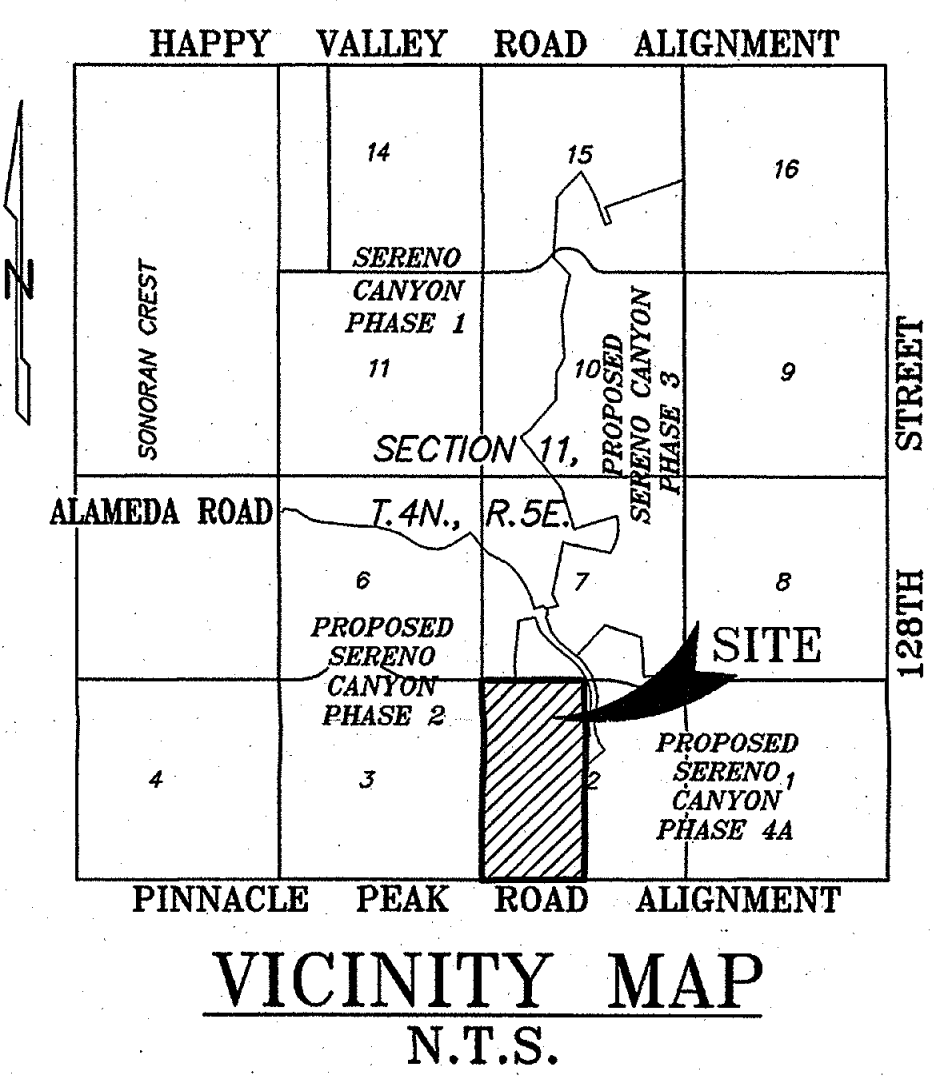 HAPPY VALLEY ROAD ALIGNMENT
14
15
16
N
SONORAN CREST
SERENO
CANYON
PHASE 1
11
10
PROPOSED
SERENO CANYON
PHASE 3
9
128TH STREET
SECTION 11,
ALAMEDA ROAD
T.4N., R.5E.
6
7
8
PROPOSED
SERENO
CANYON
PHASE 2
SITE
4
3
2
1
PROPOSED
SERENO
CANYON
PHASE 4A
PINNACLE PEAK ROAD ALIGNMENT
VICINITY MAP
N.T.S.